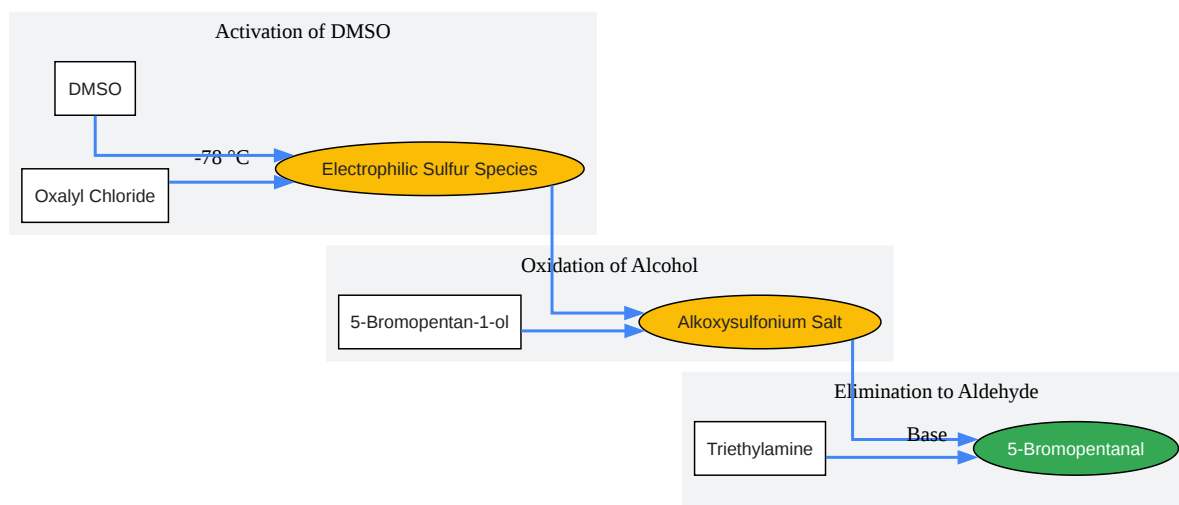 Activation of DMSO
DMSO
-78 °C
Electrophilic Sulfur Species
Oxalyl Chloride
Oxidation of Alcohol
5-Bromopentan-1-ol
Alkoxysulfonium Salt
Elimination to Aldehyde
Base
Triethylamine
5-Bromopentanal